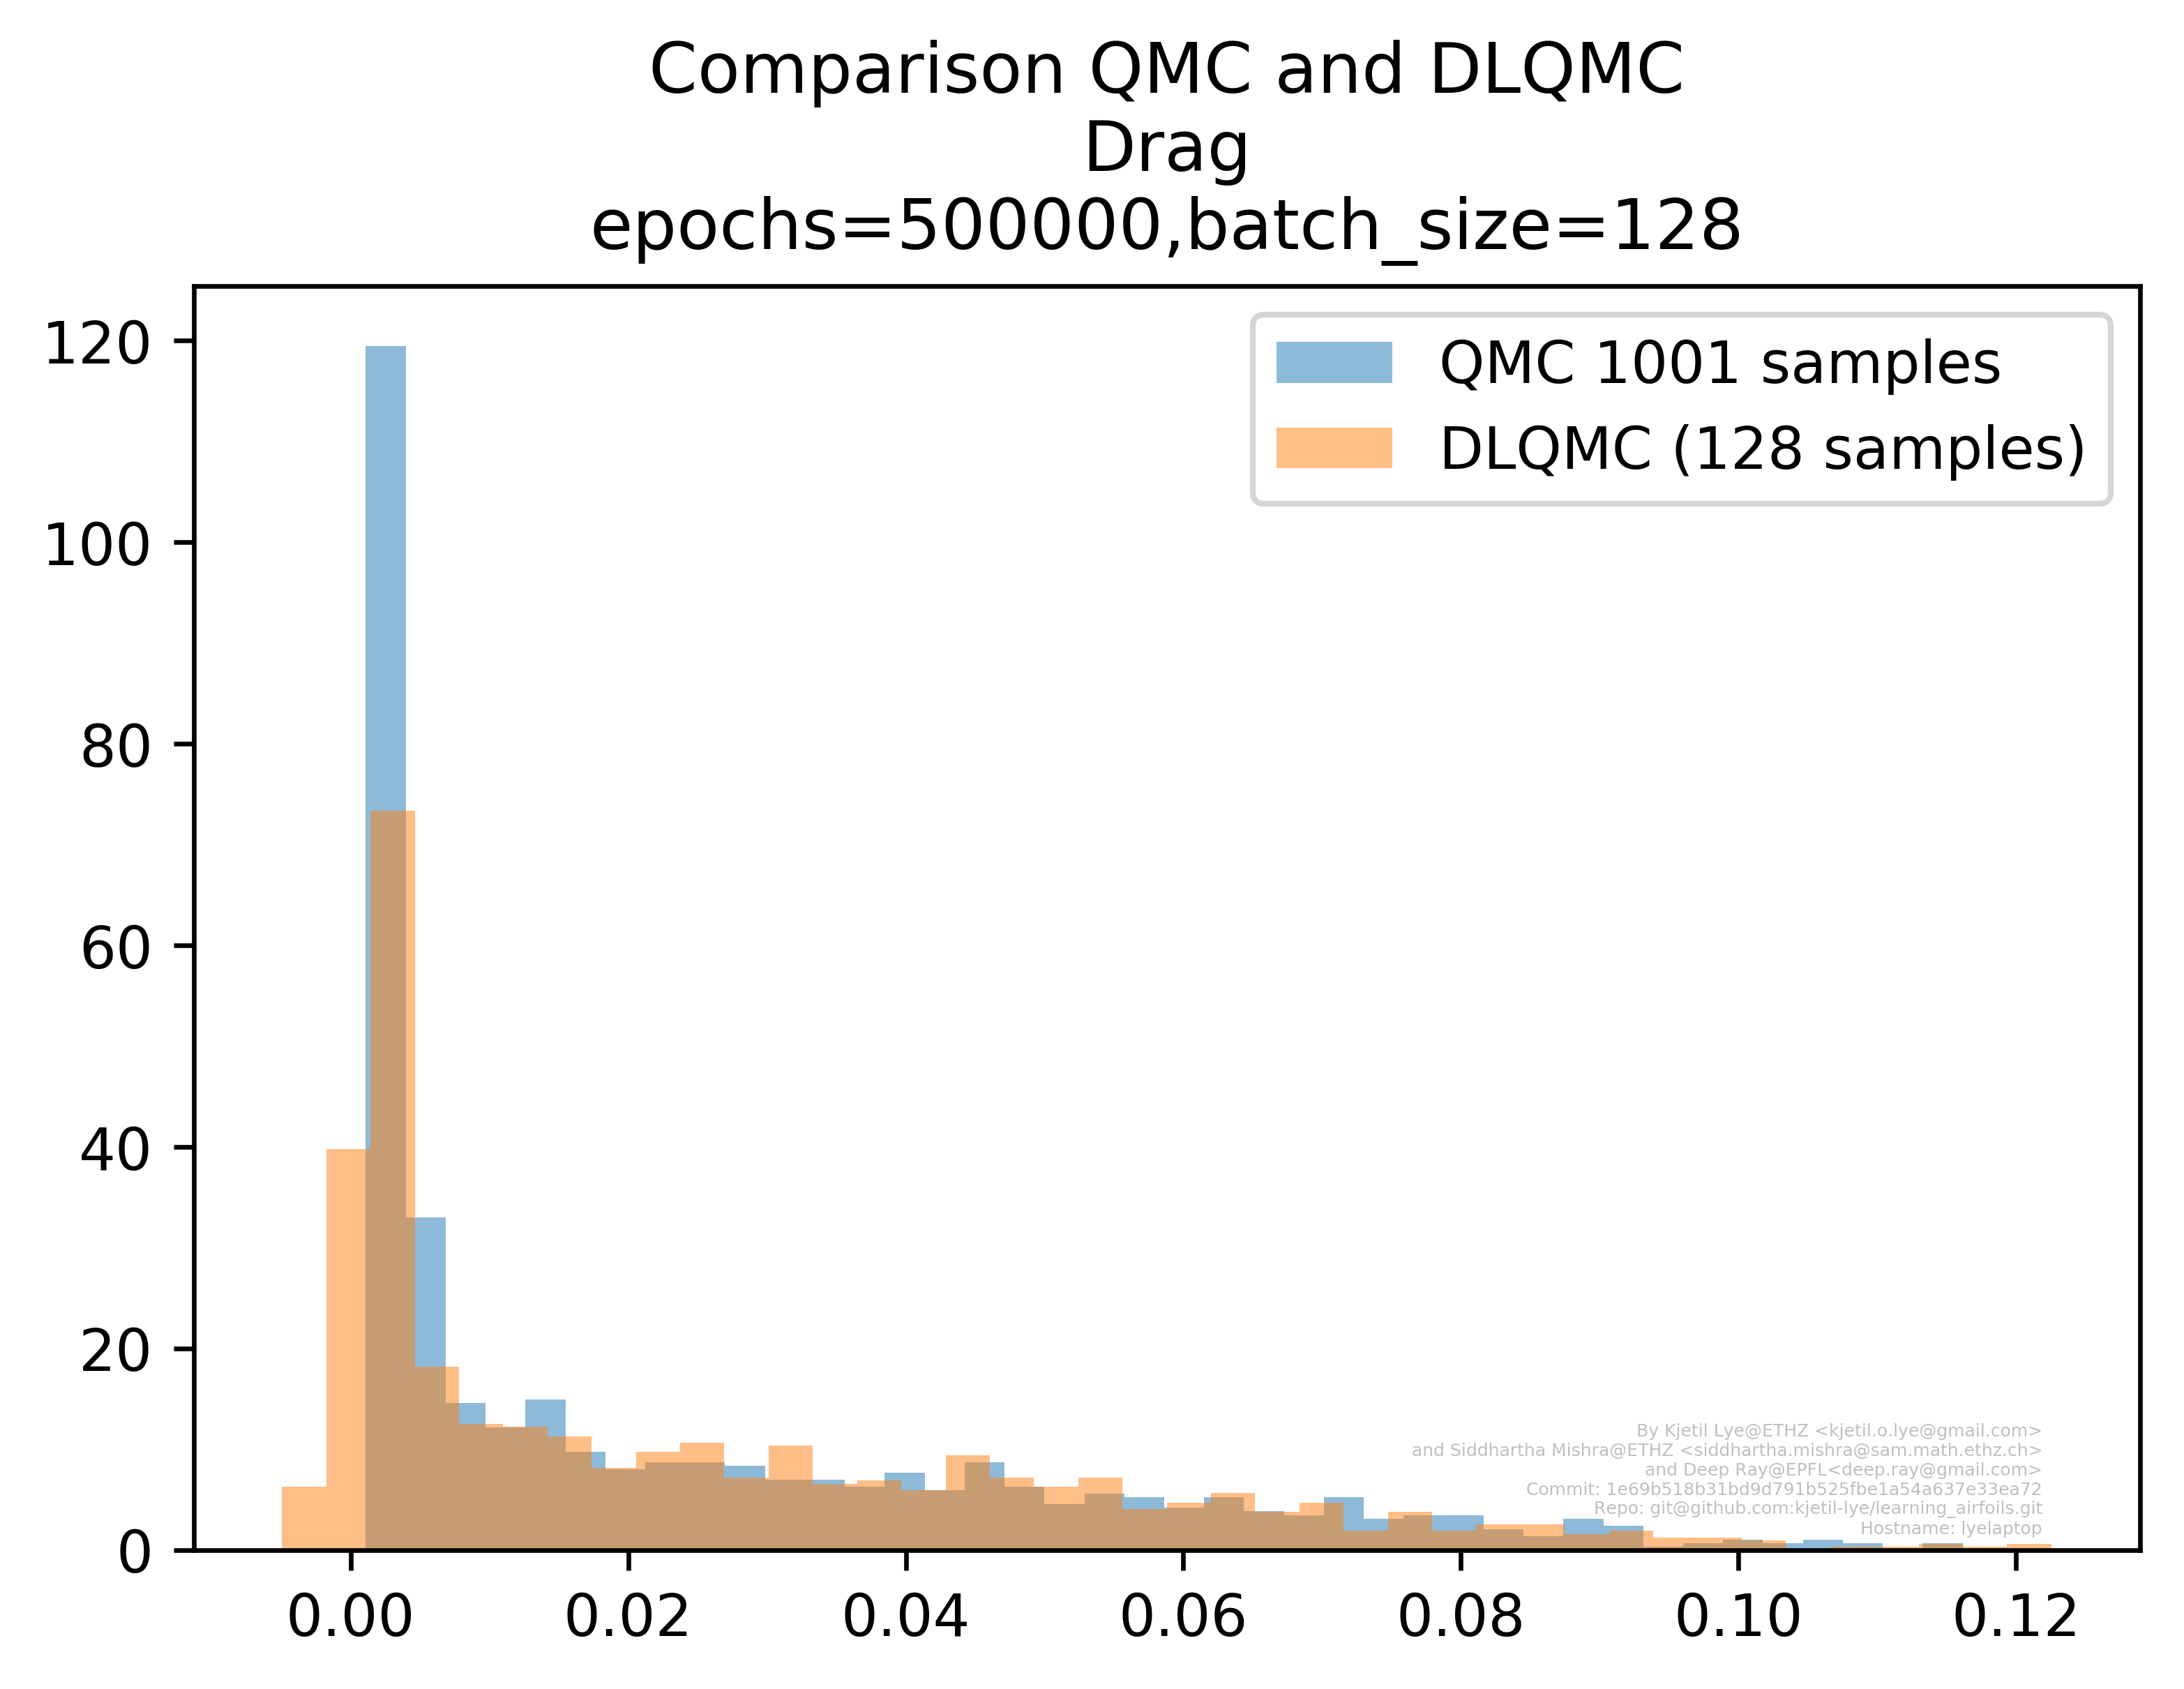 Comparison QMC and DLQMC
Drag
epochs=500000,batch_size=128
QMC 1001 samples
DLQMC (128 samples)
120
100
80
60
40
20
0
By Kjetil Lye@ETHZ <kjetil.o.lye@gmail.com>
and Siddhartha Mishra@ETHZ <siddhartha.mishra@sam.math.ethz.ch>
and Deep Ray@EPFL<deep.ray@gmail.com>
Commit: 1e69b518b31bd9d791b525fbe1a54a637e33ea72
Repo: git@github.com:kjetil-lye/learning_airfoils.git
Hostname: lyelaptop
0.00 0.02 0.04 0.06 0.08 0.10 0.12